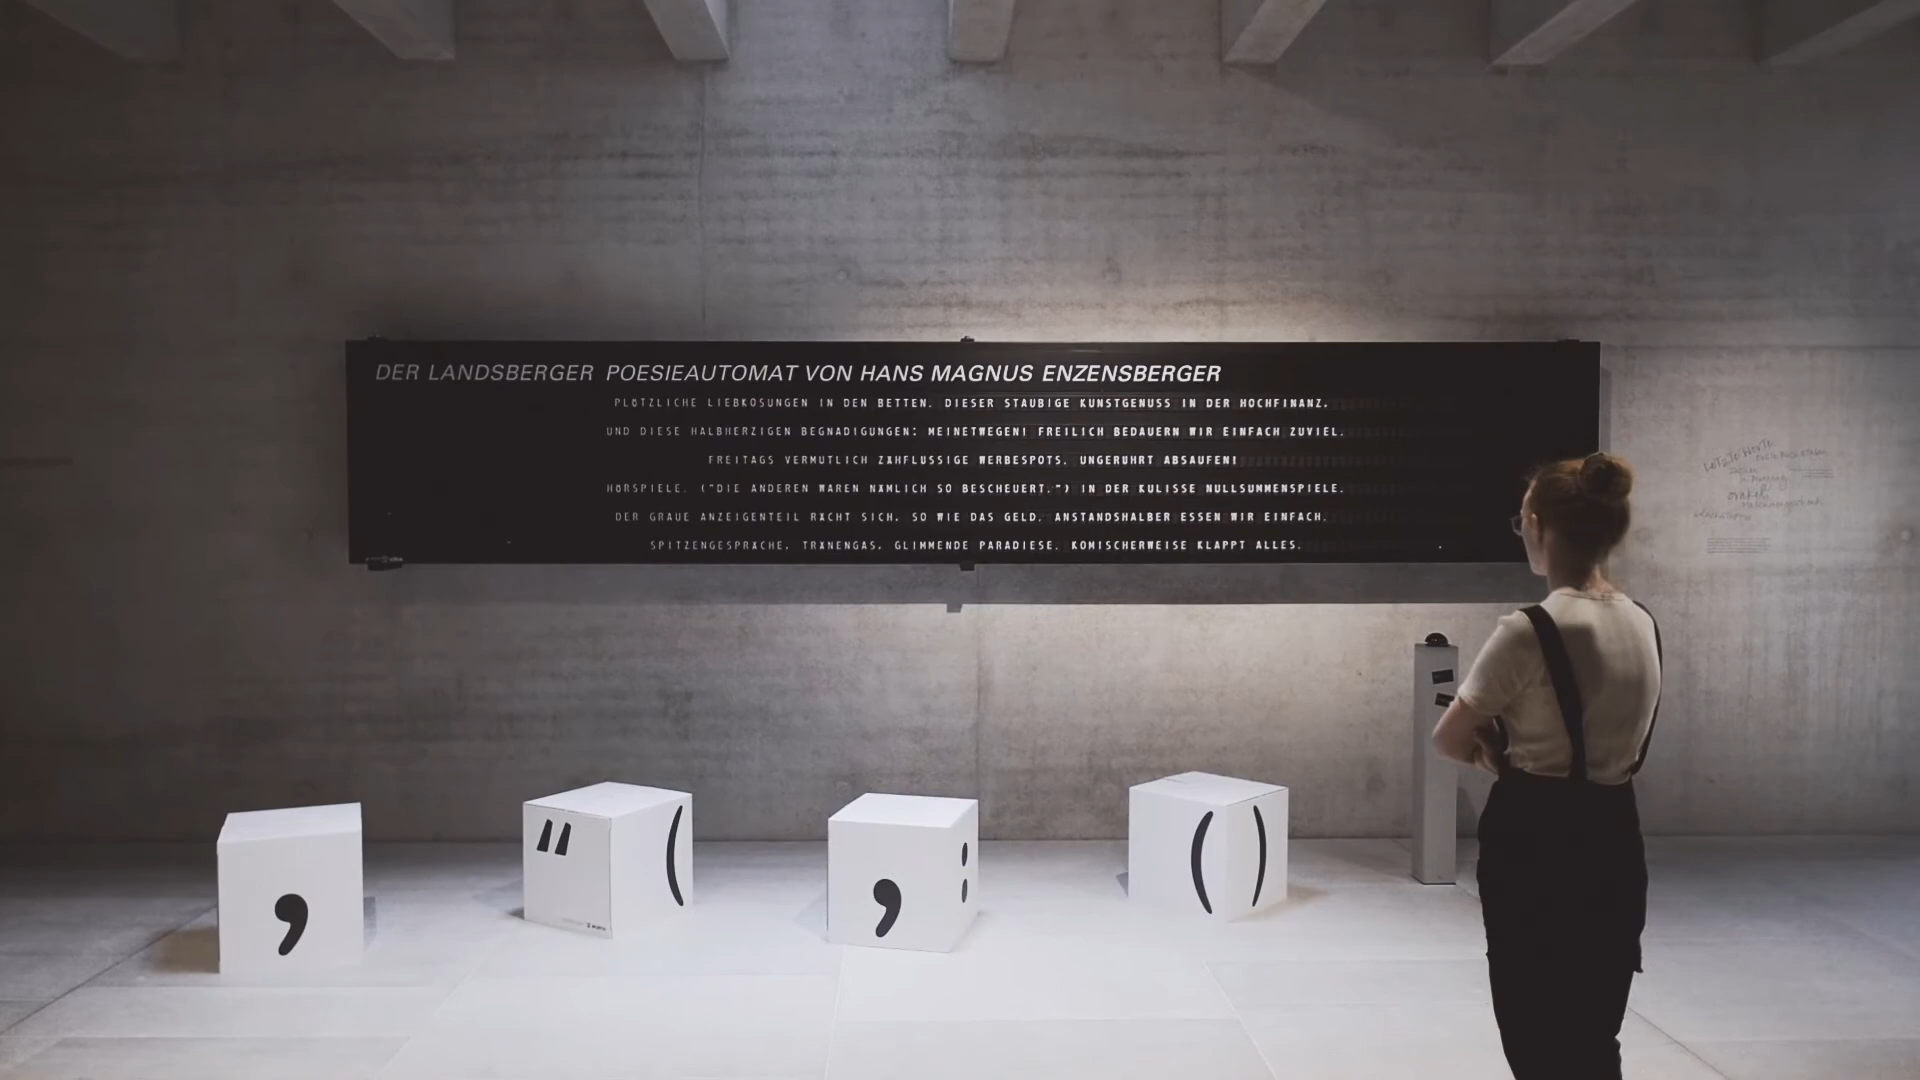 DER LANDSBERGER POESIEAUTOMAT VON HANS MAGNUS ENZENSBERGER
PLÖTZLICHE LIEBKOSUNGEN IN DEN BETTEN. DIESER STAUBIGE KUNSTGENUSS IN DER HOCHFINANZ.
UND DIESE HALBHERZIGEN BEGNADIGUNGEN: MEINETWEGEN! FREILICH BEDAUERN WIR EINFACH ZUVIEL.
FREITAGS VERMUTLICH ZÄHFLÜSSIGE WERBESPOTS. UNGERÜHRT ABSAUFEN!
HÖRSPIELE. ("DIE ANDEREN WAREN NÄMLICH SO BESCHEUERT.") IN DER KULISSE NULLSUMMENSPIELE.
DER GRAUE ANZEIGENTEIL RÄCHT SICH. SO WIE DAS GELD. ANSTANDSHALBER ESSEN WIR EINFACH.
SPITZENGESPRÄCHE. TRÄNENGAS. GLIMMENDE PARADIESE. KOMISCHERWEISE KLAPPT ALLES.
LETZTE WORTE
orakel
,
" (
, :
( )